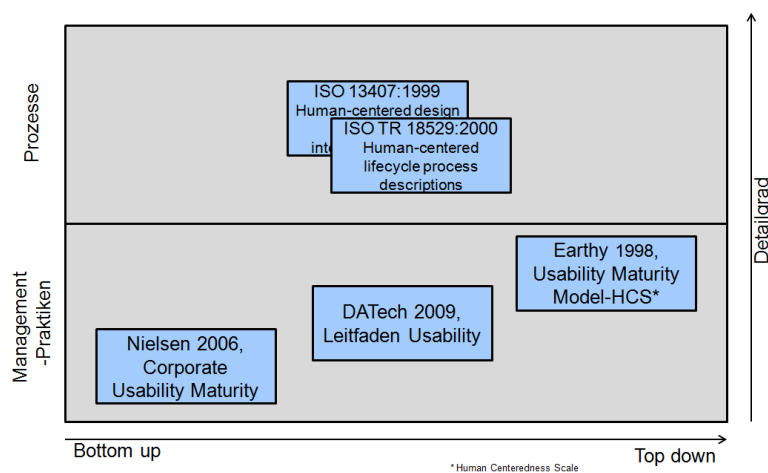 Prozesse
ISO 13407:1999
Human-centered design
ISO TR 18529:2000
Human-centered
lifecycle process
descriptions
Management
-Praktiken
Earthy 1998,
Usability Maturity
Model-HCS*
DATech 2009,
Leitfaden Usability
Nielsen 2006,
Corporate
Usability Maturity
Detailgrad
Bottom up
Top down
* Human Centeredness Scale